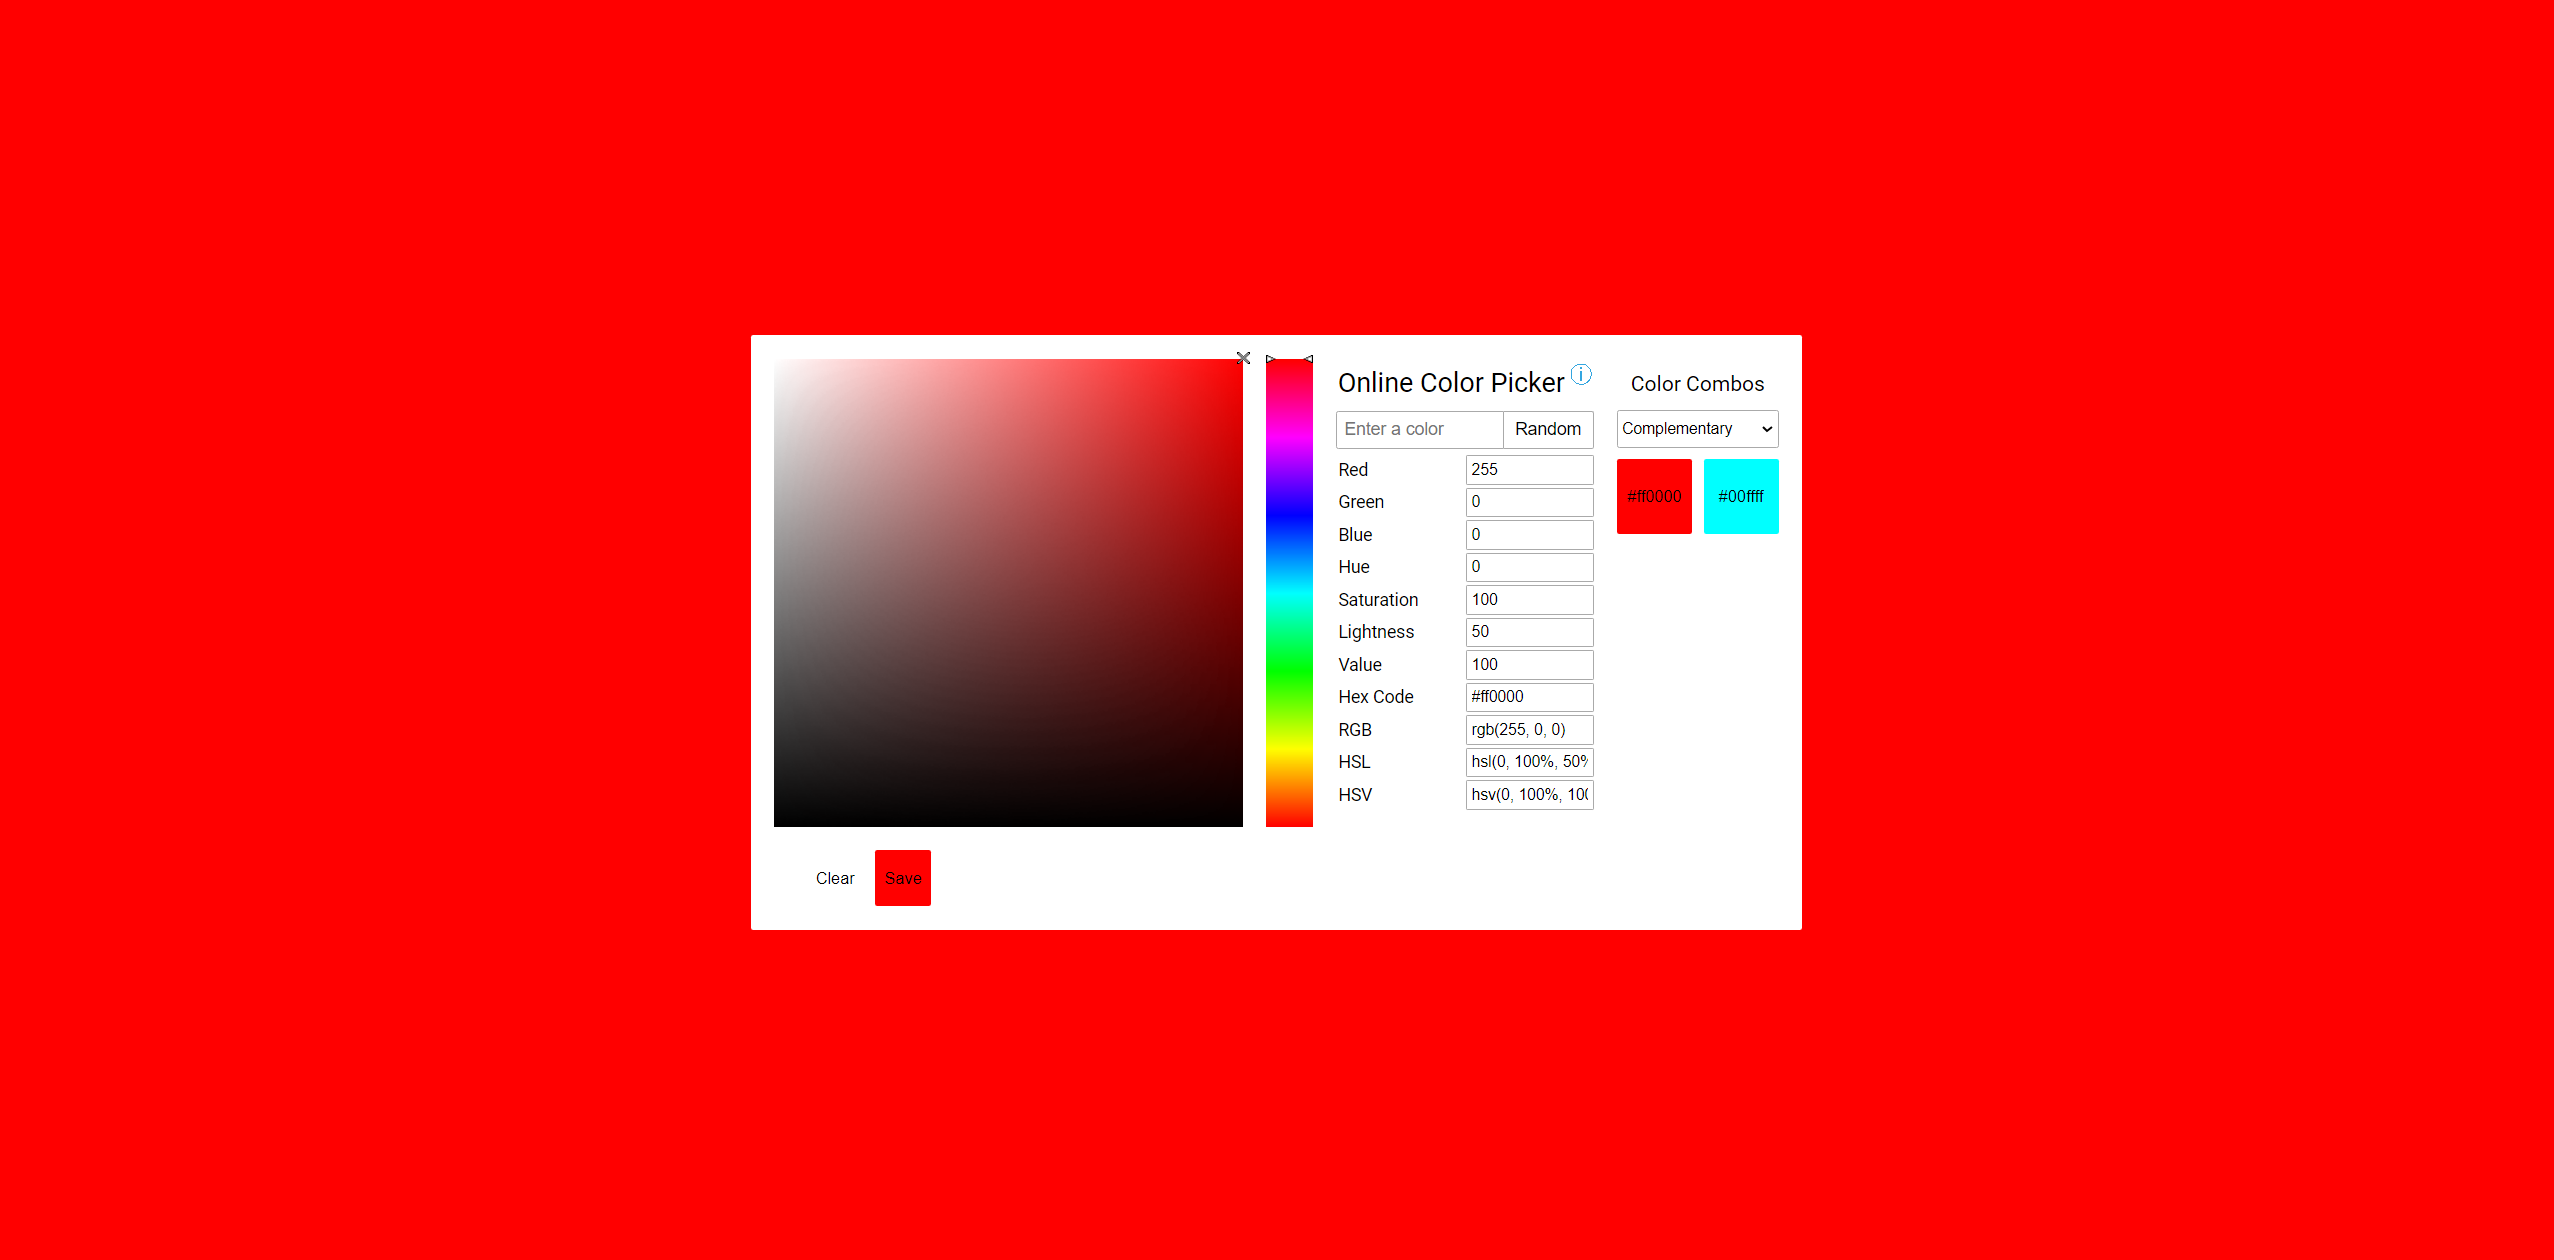 Online Color Picker
Color Combos
Enter a color
Random
Complementary
Red 255
Green 0
Blue 0
Hue 0
Saturation 100
Lightness 50
Value 100
Hex Code #ff0000
RGB rgb(255, 0, 0)
HSL hsl(0, 100%, 50%
HSV hsv(0, 100%, 100
#ff0000
#00ffff
Clear
Save